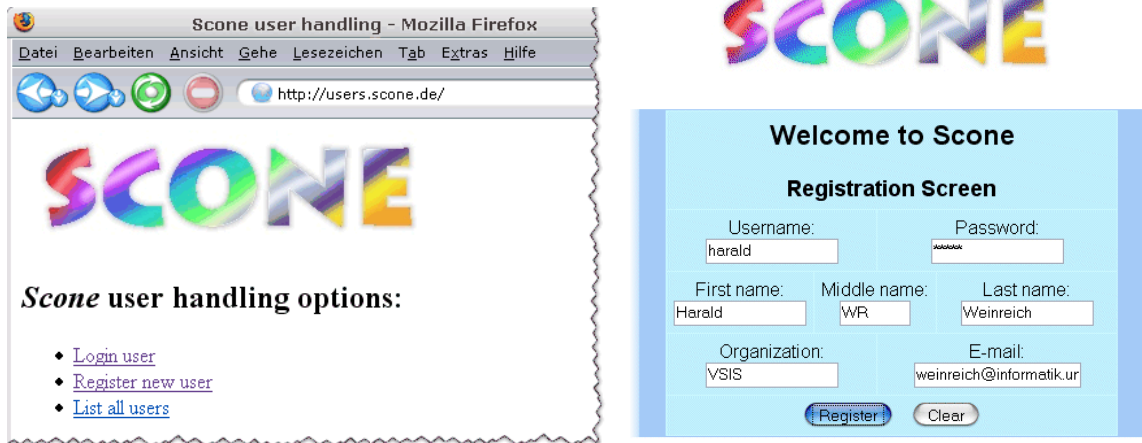 Scone user handling - Mozilla Firefox
Datei Bearbeiten Ansicht Gehe Lesezeichen Tab Extras Hilfe
http://users.scone.de/
SCONE
Scone user handling options:
Login user
Register new user
List all users
SCONE
Welcome to Scone
Registration Screen
Username: Password:
harald ******
First name: Middle name: Last name:
Harald WR Weinreich
Organization: E-mail:
VSIS weinreich@informatik.ur
Register Clear